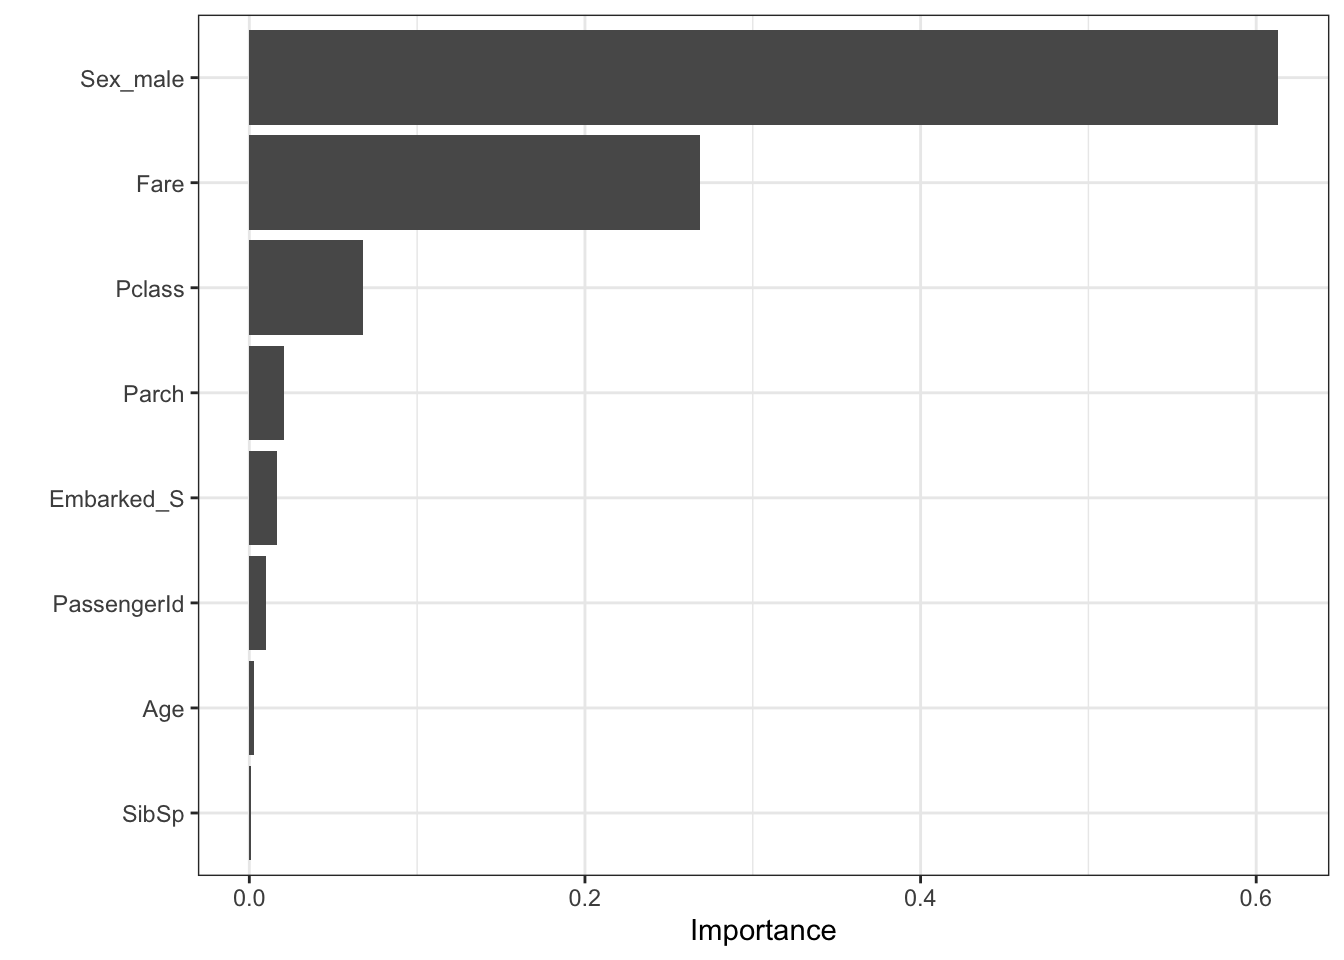 Sex_male
Fare
Pclass
Parch
Embarked_S
PassengerId
Age
SibSp
0.0 0.2 0.4 0.6
Importance